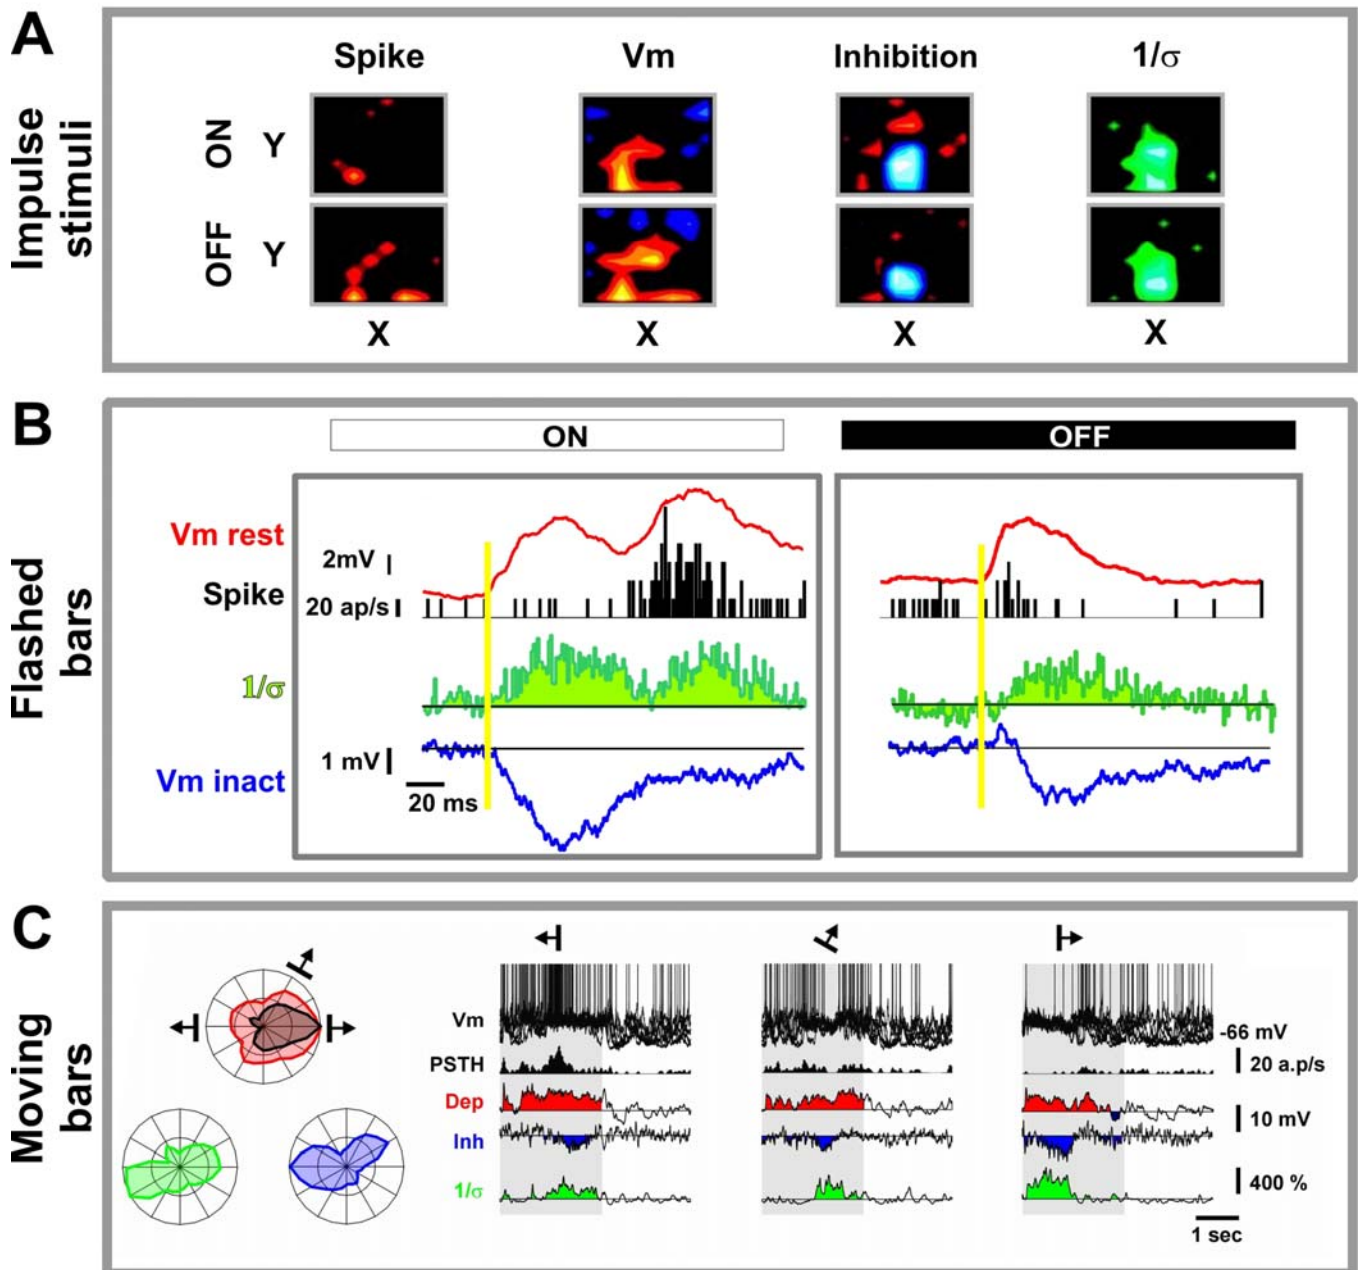 A
Impulse
stimuli
Spike
Vm
Inhibition
1/σ
ON
Y
OFF
Y
X
X
X
X
B
Flashed
bars
ON
OFF
Vm rest
2mV
Spike
20 ap/s
1/σ
1 mV
Vm inact
20 ms
C
Moving
bars
Vm
-66 mV
PSTH
20 a.p/s
Dep
10 mV
Inh
1/σ
400 %
1 sec